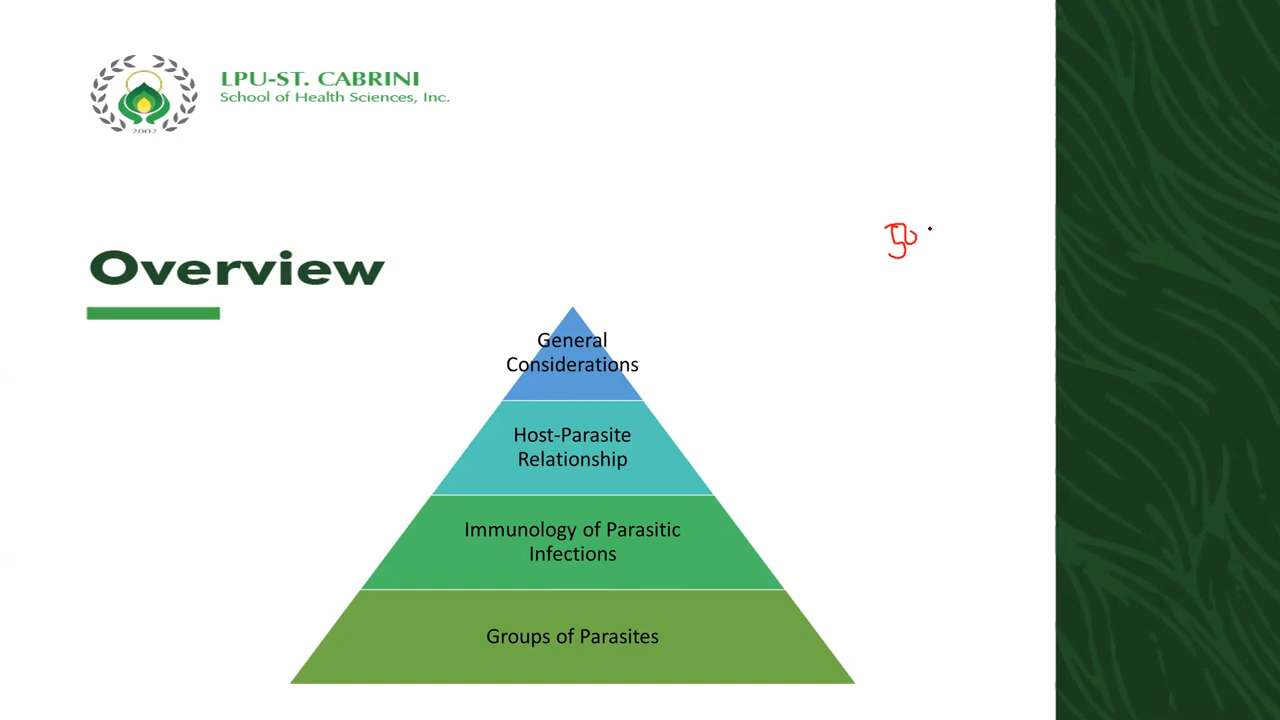 LPU-ST. CABRINI
School of Health Sciences, Inc.
2002
Overview
General
Considerations
Host-Parasite
Relationship
Immunology of Parasitic
Infections
Groups of Parasites